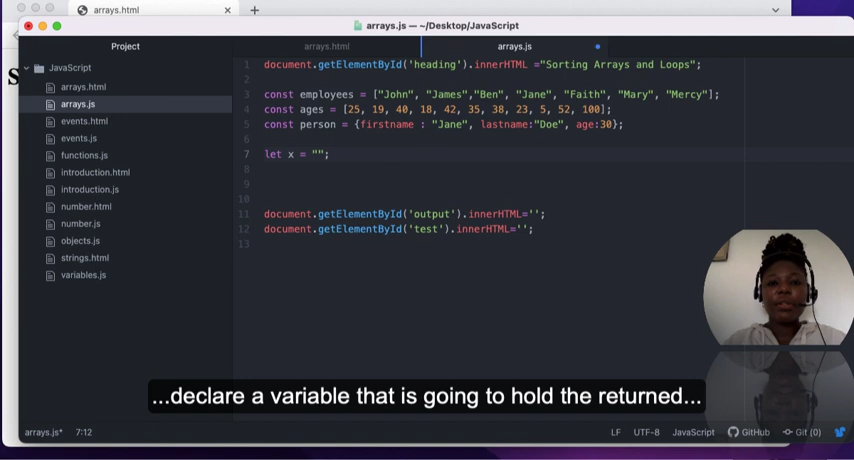 arrays.html
arrays.js — ~/Desktop/JavaScript
Project
arrays.html
arrays.js
S
JavaScript
arrays.html
arrays.js
events.html
events.js
functions.js
introduction.html
introduction.js
number.html
number.js
objects.js
strings.html
variables.js
1 document.getElementById('heading').innerHTML ="Sorting Arrays and Loops";
2
3 const employees = ["John", "James","Ben", "Jane", "Faith", "Mary", "Mercy"];
4 const ages = [25, 19, 40, 18, 42, 35, 38, 23, 5, 52, 100];
5 const person = {firstname : "Jane", lastname:"Doe", age:30};
6
7 let x = "";
8
9
10
11 document.getElementById('output').innerHTML='';
12 document.getElementById('test').innerHTML='';
13
...declare a variable that is going to hold the returned...
arrays.js* 7:12 LF UTF-8 JavaScript GitHub Git (0)